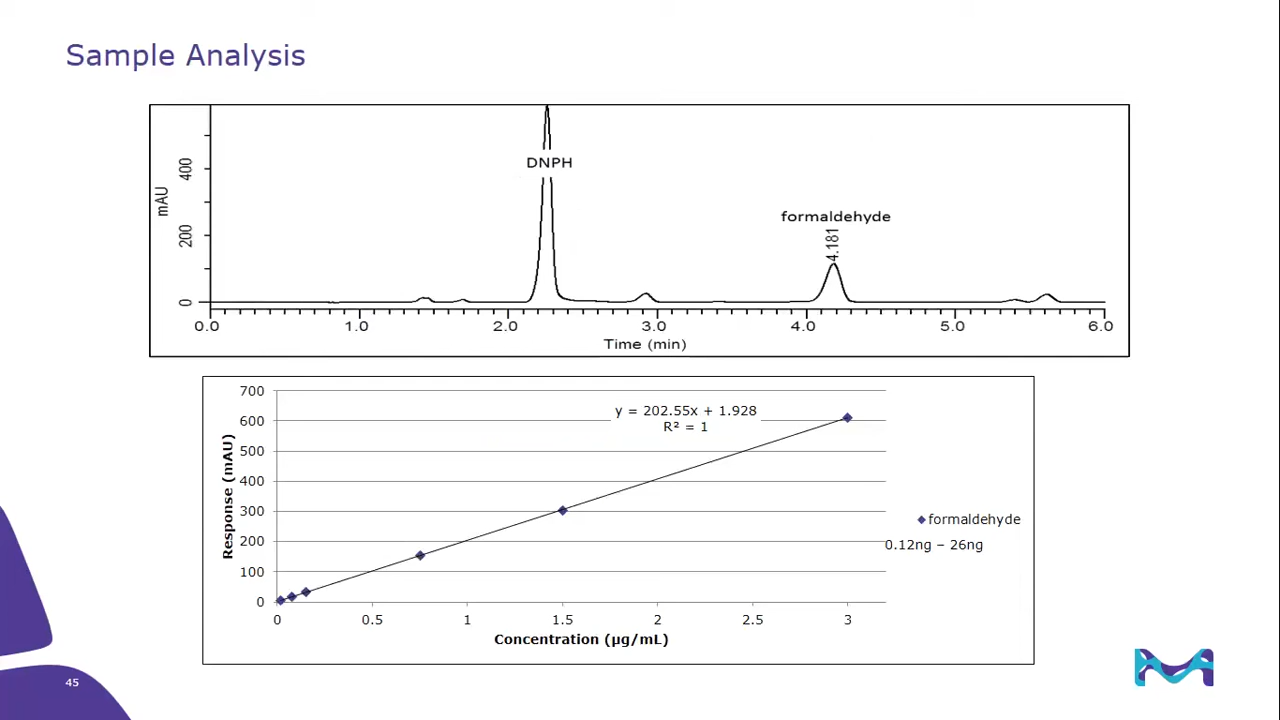 Sample Analysis
mAU
400
200
0
DNPH
formaldehyde
4.181
0.0 1.0 2.0 3.0 4.0 5.0 6.0
Time (min)
Response (mAU)
700
600
500
400
300
200
100
0
y = 202.55x + 1.928
R² = 1
formaldehyde
0.12ng – 26ng
0 0.5 1 1.5 2 2.5 3
Concentration (µg/mL)
45